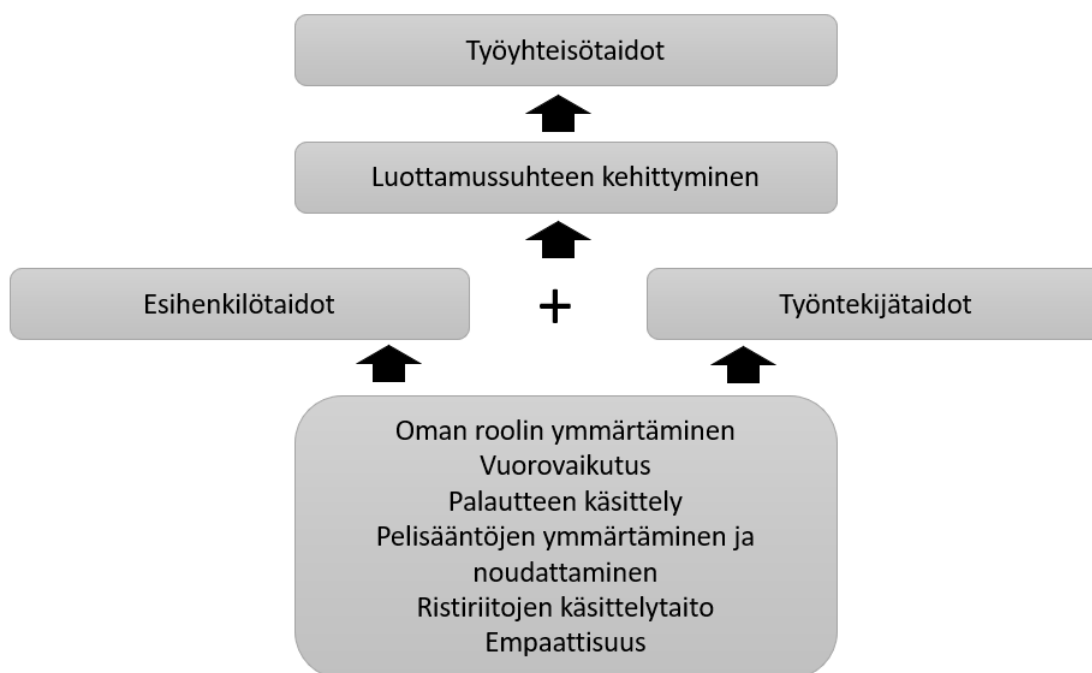 Työyhteisötaidot
Luottamussuhteen kehittyminen
Esihenkilötaidot
+
Työntekijätaidot
Oman roolin ymmärtäminen
Vuorovaikutus
Palautteen käsittely
Pelisääntöjen ymmärtäminen ja
noudattaminen
Ristiriitojen käsittelytaito
Empaattisuus